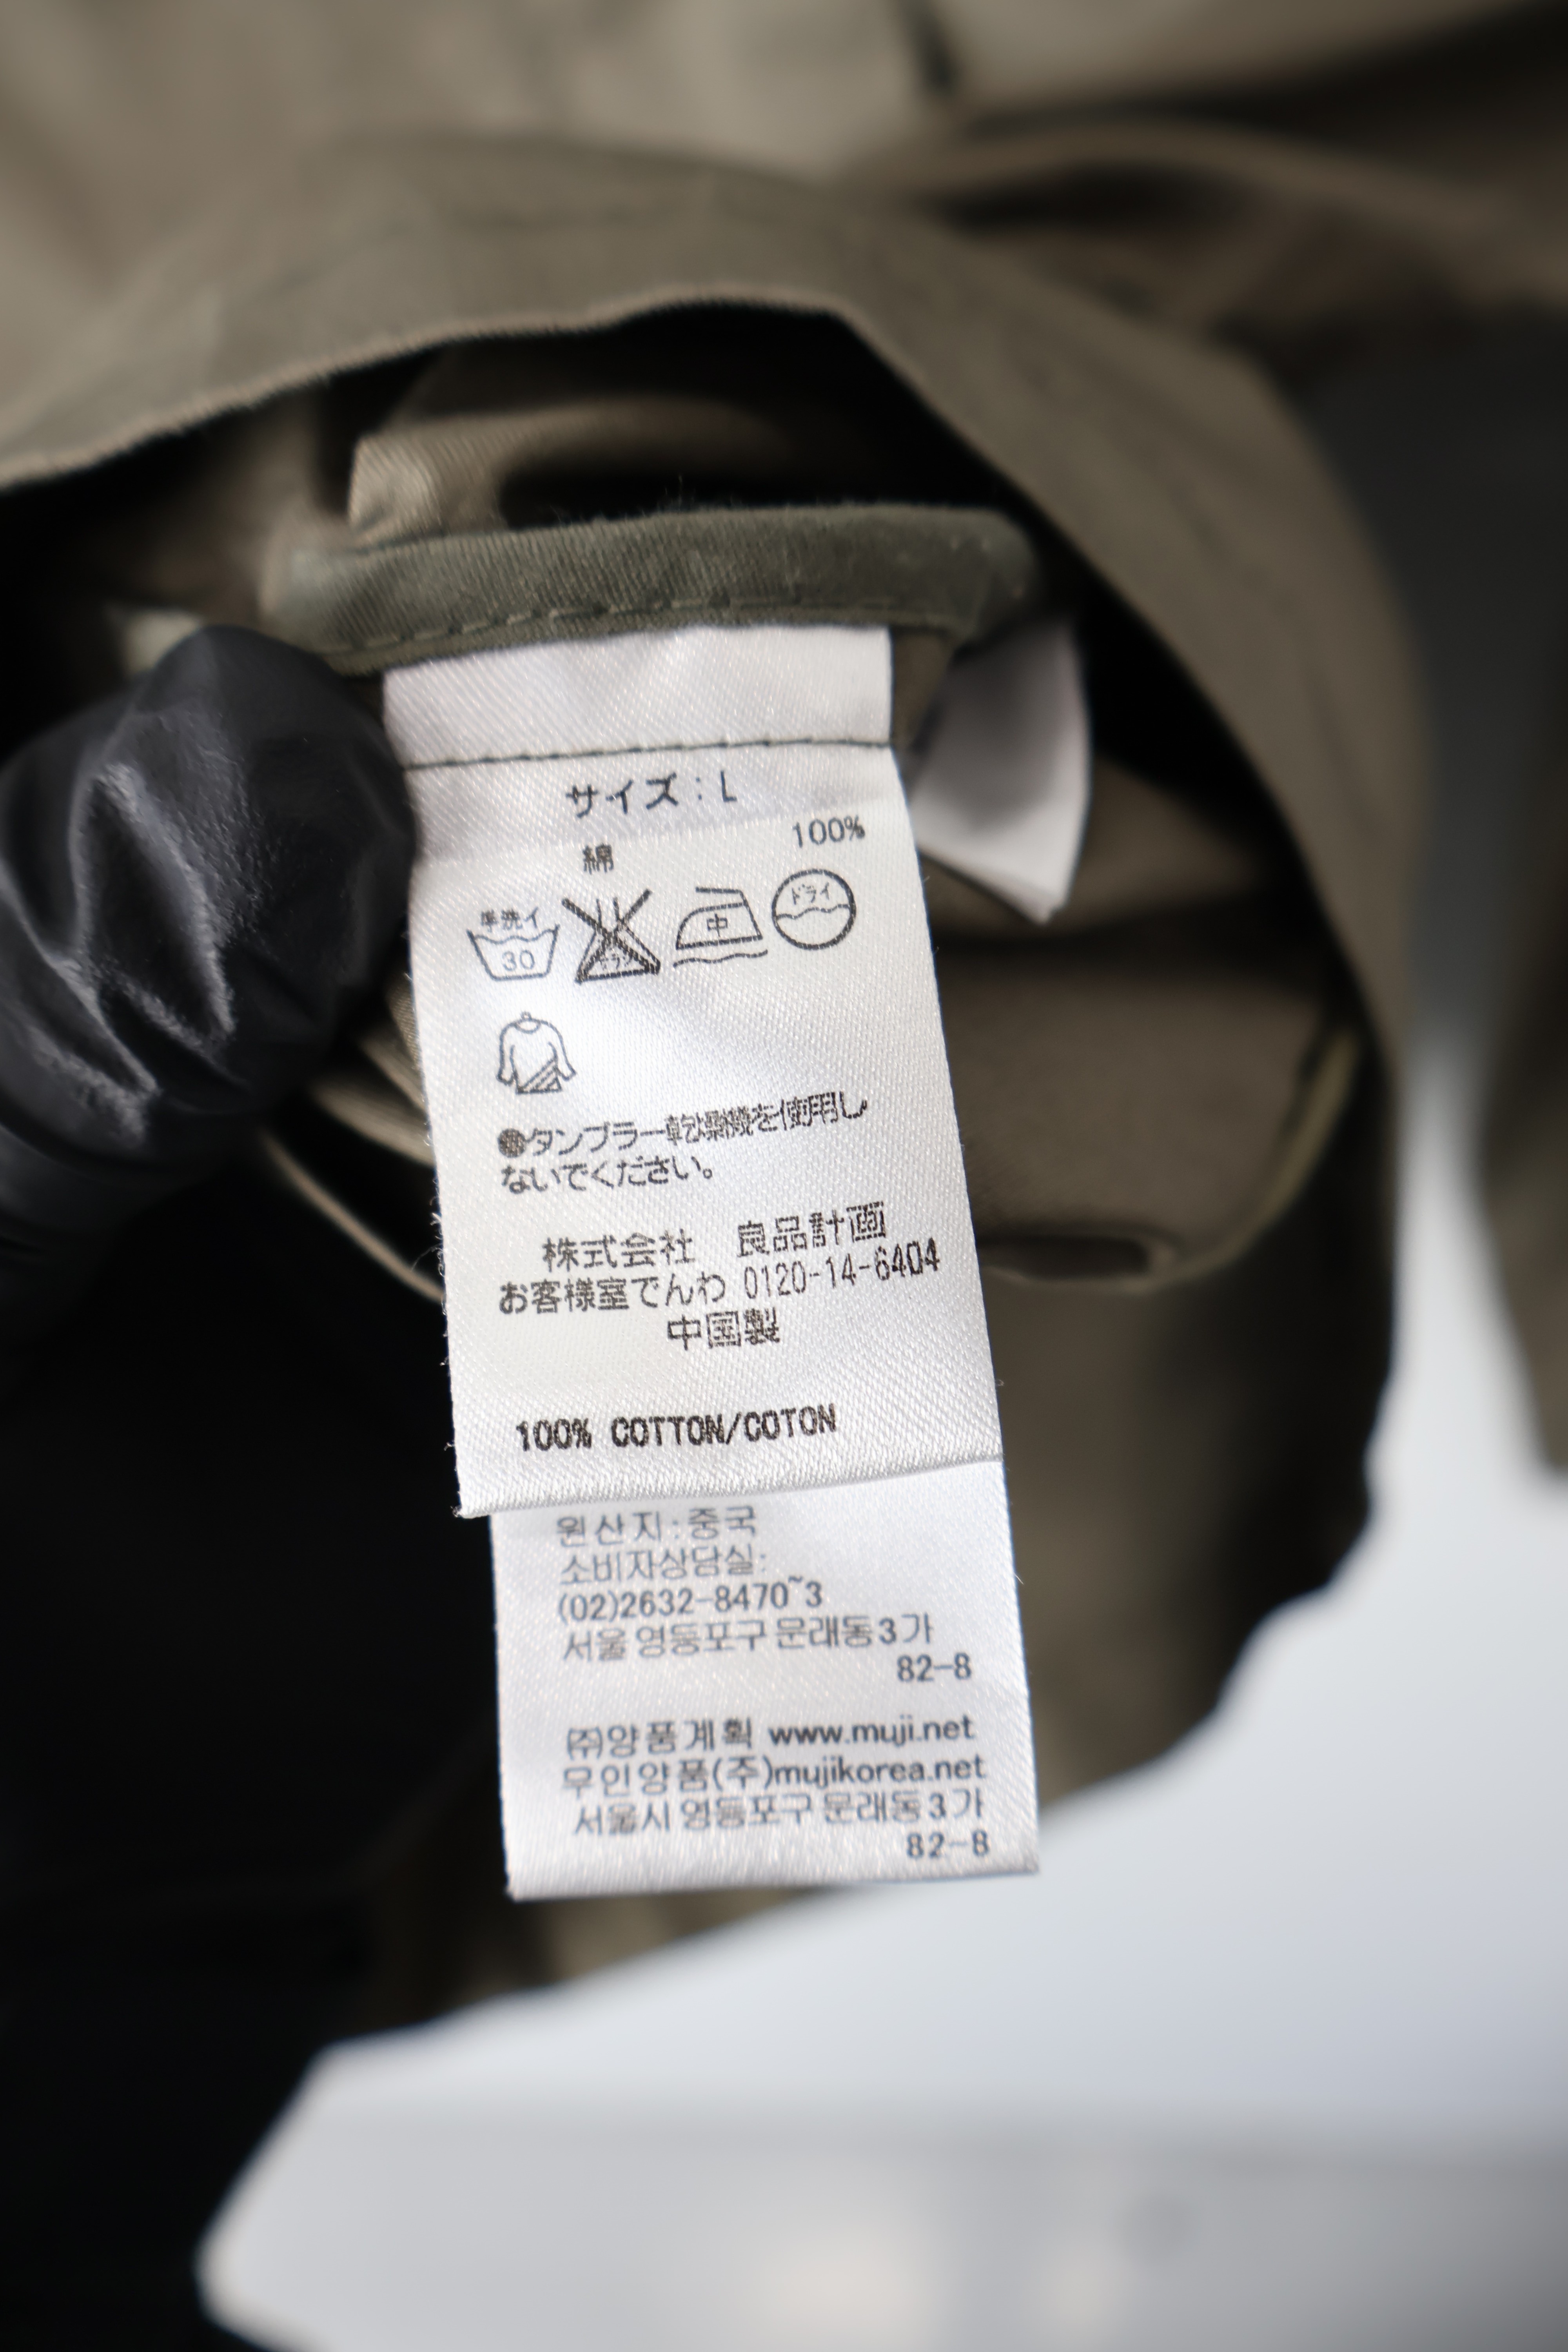 サイズ : L
綿 100%
手洗イ
30
中
ドライ
●タンブラー乾燥機を使用し
ないでください。
株式会社 良品計画
お客様室でんわ 0120-14-6404
中国製
100% COTTON/COTON
원산지:중국
소비자상담실:
(02)2632-8470~3
서울 영등포구 문래동3가
82-8
㈜양품계획 www.muji.net
무인양품(주)mujikorea.net
서울시 영등포구 문래동3가
82-8